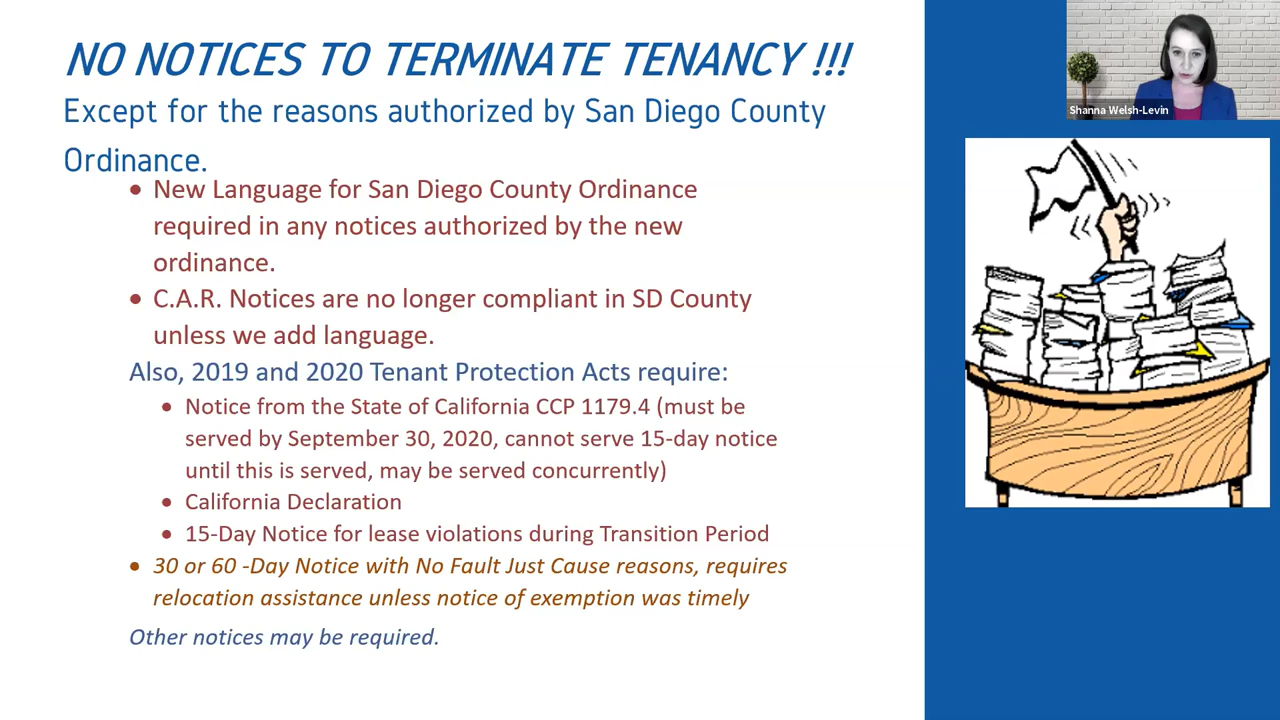 NO NOTICES TO TERMINATE TENANCY !!!
Except for the reasons authorized by San Diego County
Ordinance.
• New Language for San Diego County Ordinance
required in any notices authorized by the new
ordinance.
• C.A.R. Notices are no longer compliant in SD County
unless we add language.
Also, 2019 and 2020 Tenant Protection Acts require:
• Notice from the State of California CCP 1179.4 (must be
served by September 30, 2020, cannot serve 15-day notice
until this is served, may be served concurrently)
• California Declaration
• 15-Day Notice for lease violations during Transition Period
• 30 or 60 -Day Notice with No Fault Just Cause reasons, requires
relocation assistance unless notice of exemption was timely
Other notices may be required.
Shanna Welsh-Levin